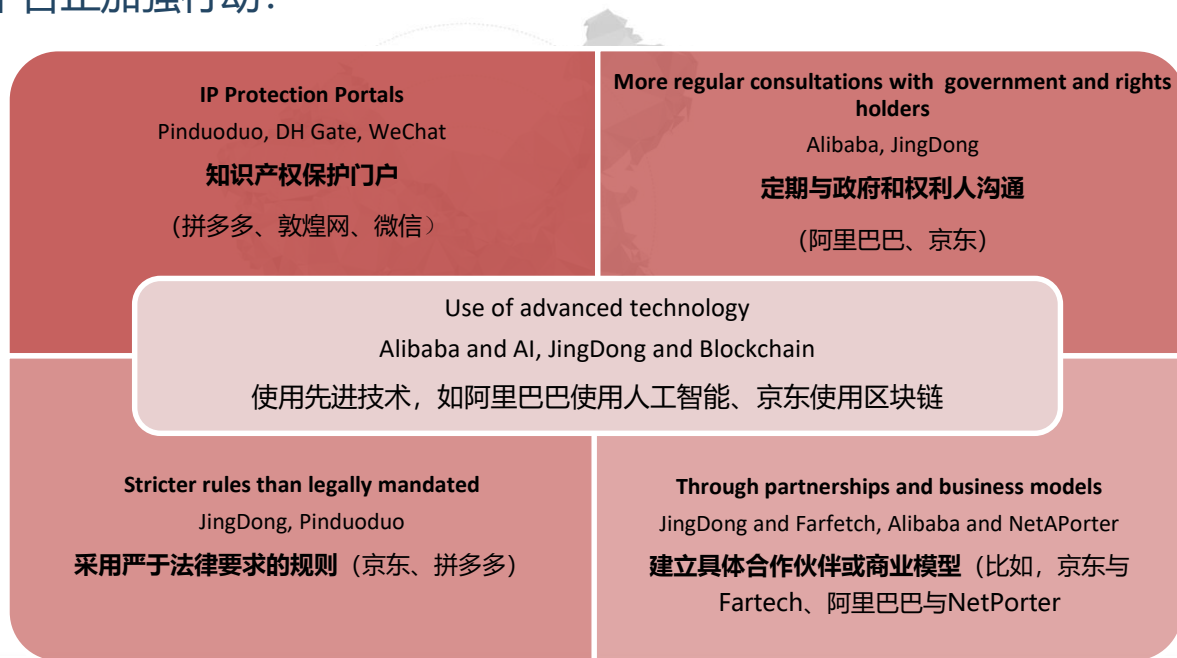 平台正加强行动：
IP Protection Portals
Pinduoduo, DH Gate, WeChat
知识产权保护门户
(拼多多、敦煌网、微信）
More regular consultations with government and rights
holders
Alibaba, JingDong
定期与政府和权利人沟通
(阿里巴巴、京东)
Use of advanced technology
Alibaba and AI, JingDong and Blockchain
使用先进技术，如阿里巴巴使用人工智能、京东使用区块链
Stricter rules than legally mandated
JingDong, Pinduoduo
采用严于法律要求的规则（京东、拼多多）
Through partnerships and business models
JingDong and Farfetch, Alibaba and NetAPorter
建立具体合作伙伴或商业模型（比如，京东与
Fartech、阿里巴巴与NetPorter